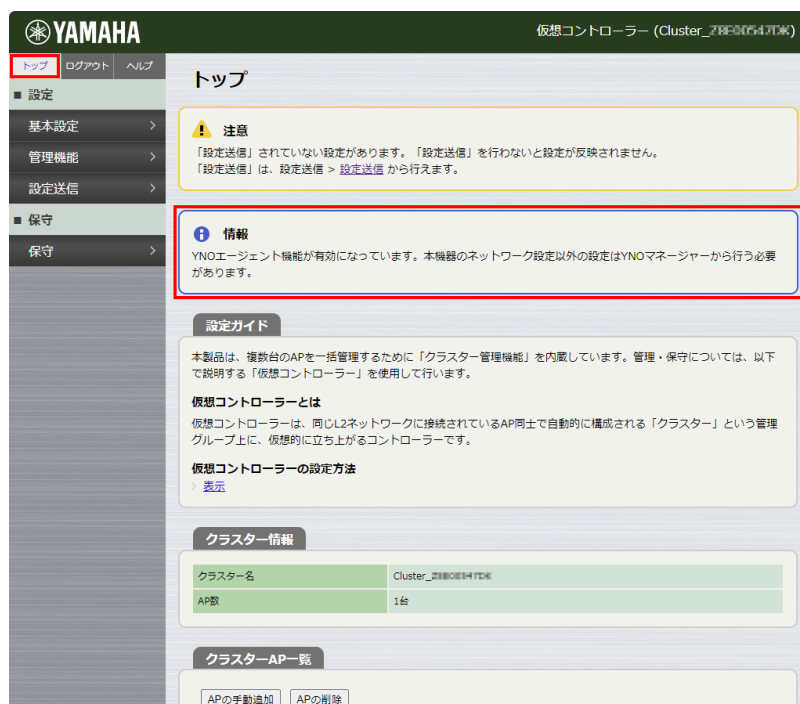 YAMAHA
仮想コントローラー (Cluster_
トップ ログアウト ヘルプ
■ 設定
基本設定
管理機能
設定送信
■ 保守
保守
トップ
注意
「設定送信」されていない設定があります。「設定送信」を行わないと設定が反映されません。
「設定送信」は、設定送信 > 設定送信 から行えます。
情報
YNOエージェント機能が有効になっています。本機器のネットワーク設定以外の設定はYNOマネージャーから行う必要
があります。
設定ガイド
本製品は、複数台のAPを一括管理するために「クラスター管理機能」を内蔵しています。管理・保守については、以下
で説明する「仮想コントローラー」を使用して行います。
仮想コントローラーとは
仮想コントローラーは、同じL2ネットワークに接続されているAP同士で自動的に構成される「クラスター」という管理
グループ上に、仮想的に立ち上がるコントローラーです。
仮想コントローラーの設定方法
表示
クラスター情報
クラスター名 Cluster_
AP数 1台
クラスターAP一覧
APの手動追加 APの削除